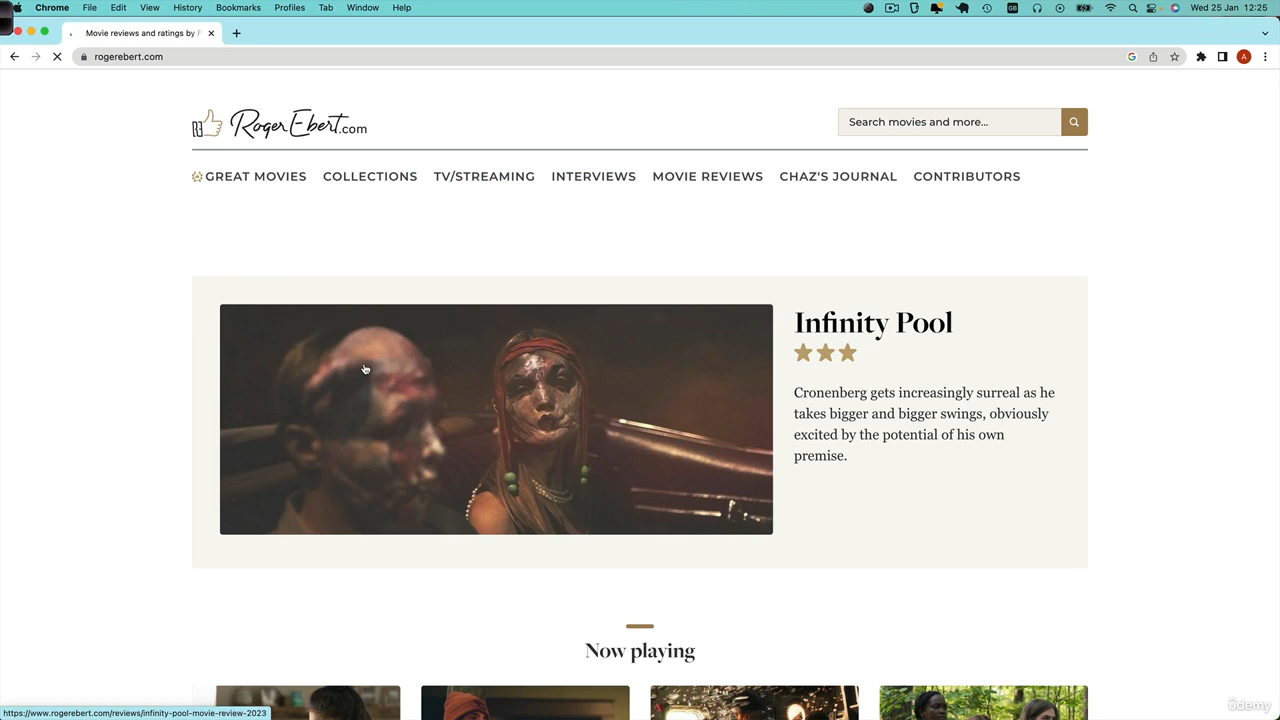 Chrome File Edit View History Bookmarks Profiles Tab Window Help
Wed 25 Jan 12:25
Movie reviews and ratings by F
rogerebert.com
RogerEbert.com
Search movies and more...
GREAT MOVIES COLLECTIONS TV/STREAMING INTERVIEWS MOVIE REVIEWS CHAZ'S JOURNAL CONTRIBUTORS
Infinity Pool
Cronenberg gets increasingly surreal as he
takes bigger and bigger swings, obviously
excited by the potential of his own
premise.
Now playing
https://www.rogerebert.com/reviews/infinity-pool-movie-review-2023
ûdemy